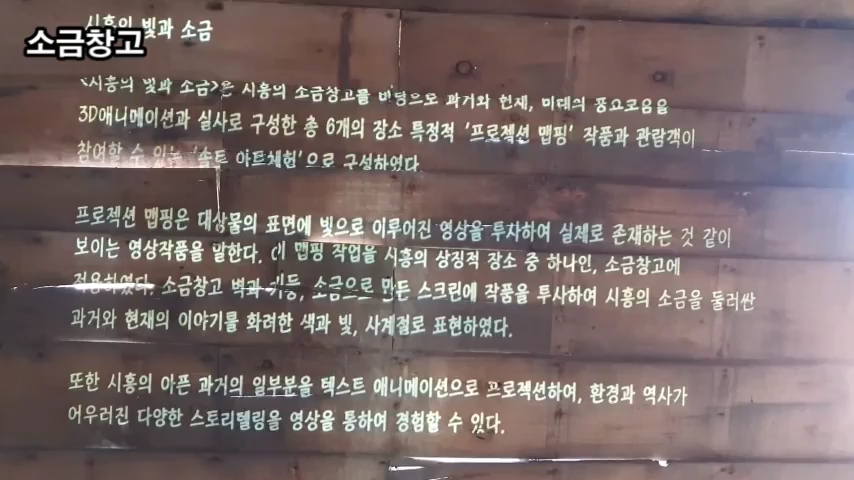 소금창고
시흥의 빛과 소금
<시흥의 빛과 소금>은 시흥의 소금창고를 바탕으로 과거와 현재, 미래의 풍요로움을
3D애니메이션과 실사로 구성한 총 6개의 장소 특정적 '프로젝션 맵핑' 작품과 관람객이
참여할 수 있는 '솔트 아트체험'으로 구성하였다.
프로젝션 맵핑은 대상물의 표면에 빛으로 이루어진 영상을 투사하여 실제로 존재하는 것 같이
보이는 영상작품을 말한다. 이 맵핑 작업을 시흥의 상징적 장소 중 하나인, 소금창고에
적용하였다. 소금창고 벽과 기둥, 소금으로 만든 스크린에 작품을 투사하여 시흥의 소금을 둘러싼
과거와 현재의 이야기를 화려한 색과 빛, 사계절로 표현하였다.
또한 시흥의 아픈 과거의 일부분을 텍스트 애니메이션으로 프로젝션하여, 환경과 역사가
어우러진 다양한 스토리텔링을 영상을 통하여 경험할 수 있다.